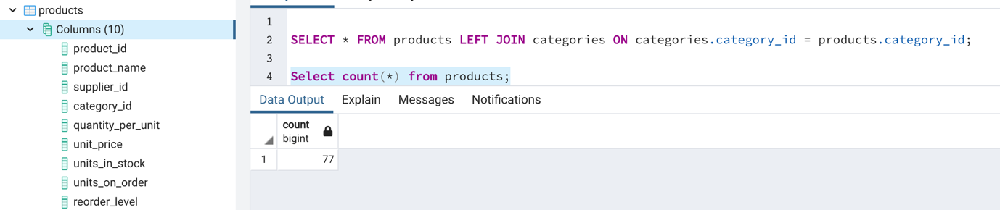 products
Columns (10)
product_id
product_name
supplier_id
category_id
quantity_per_unit
unit_price
units_in_stock
units_on_order
reorder_level
1
2 SELECT * FROM products LEFT JOIN categories ON categories.category_id = products.category_id;
3
4 Select count(*) from products;
Data Output Explain Messages Notifications
count
bigint
1 77